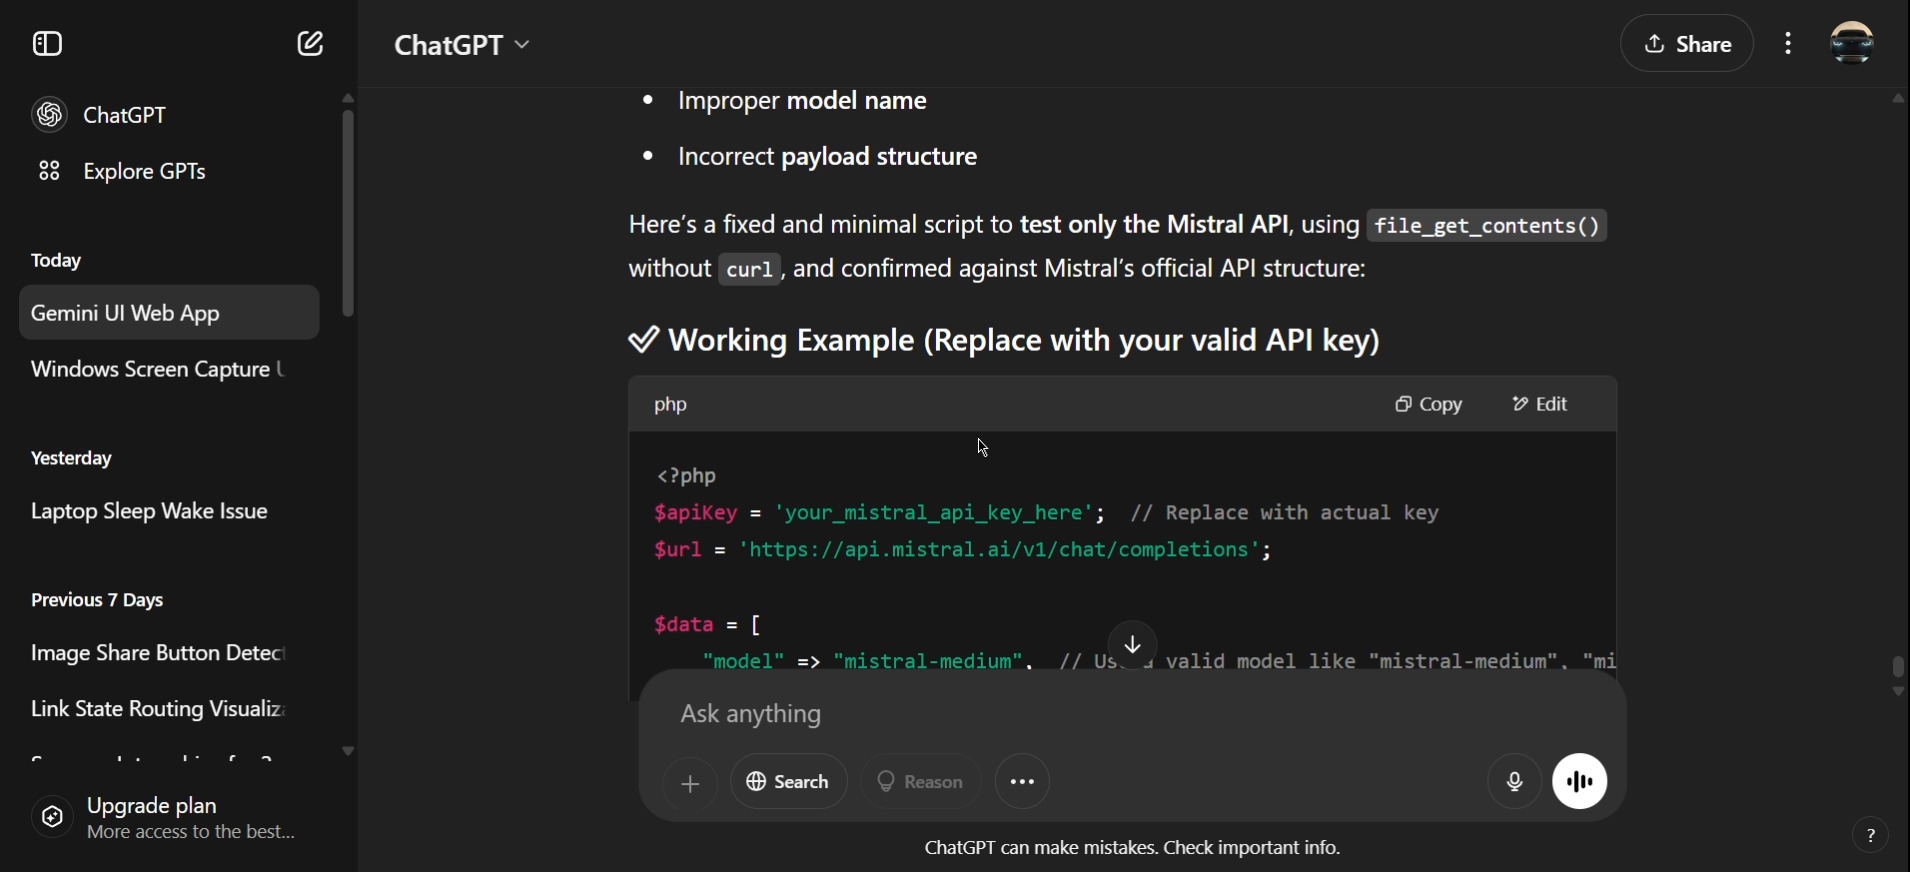 ChatGPT
Explore GPTs
Today
Gemini UI Web App
Windows Screen Capture
Yesterday
Laptop Sleep Wake Issue
Previous 7 Days
Image Share Button Detec
Link State Routing Visualiz
Upgrade plan
More access to the best...
ChatGPT
Share
• Improper model name
• Incorrect payload structure
Here's a fixed and minimal script to test only the Mistral API, using file_get_contents()
without curl, and confirmed against Mistral's official API structure:
Working Example (Replace with your valid API key)
php
Copy
Edit
<?php
$apiKey = 'your_mistral_api_key_here'; // Replace with actual key
$url = 'https://api.mistral.ai/v1/chat/completions';
$data = [
"model" => "mistral-medium", // valid model like "mistral-medium", "mi
Ask anything
Search
Reason
ChatGPT can make mistakes. Check important info.
?